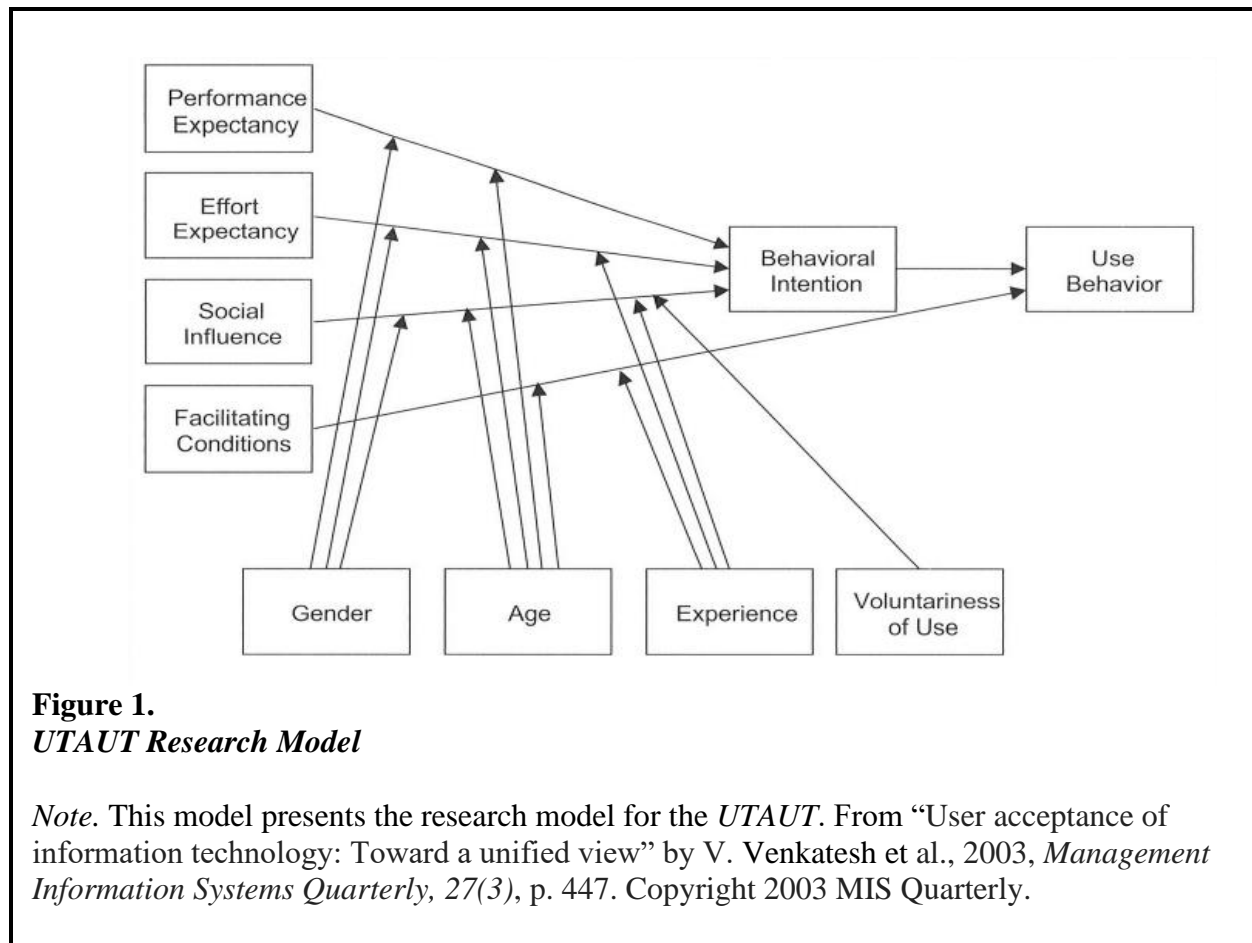 Performance
Expectancy
Effort
Expectancy
Social
Influence
Facilitating
Conditions
Behavioral
Intention
Use
Behavior
Gender
Age
Experience
Voluntariness
of Use
Figure 1.
UTAUT Research Model
Note. This model presents the research model for the UTAUT. From “User acceptance of
information technology: Toward a unified view” by V. Venkatesh et al., 2003, Management
Information Systems Quarterly, 27(3), p. 447. Copyright 2003 MIS Quarterly.